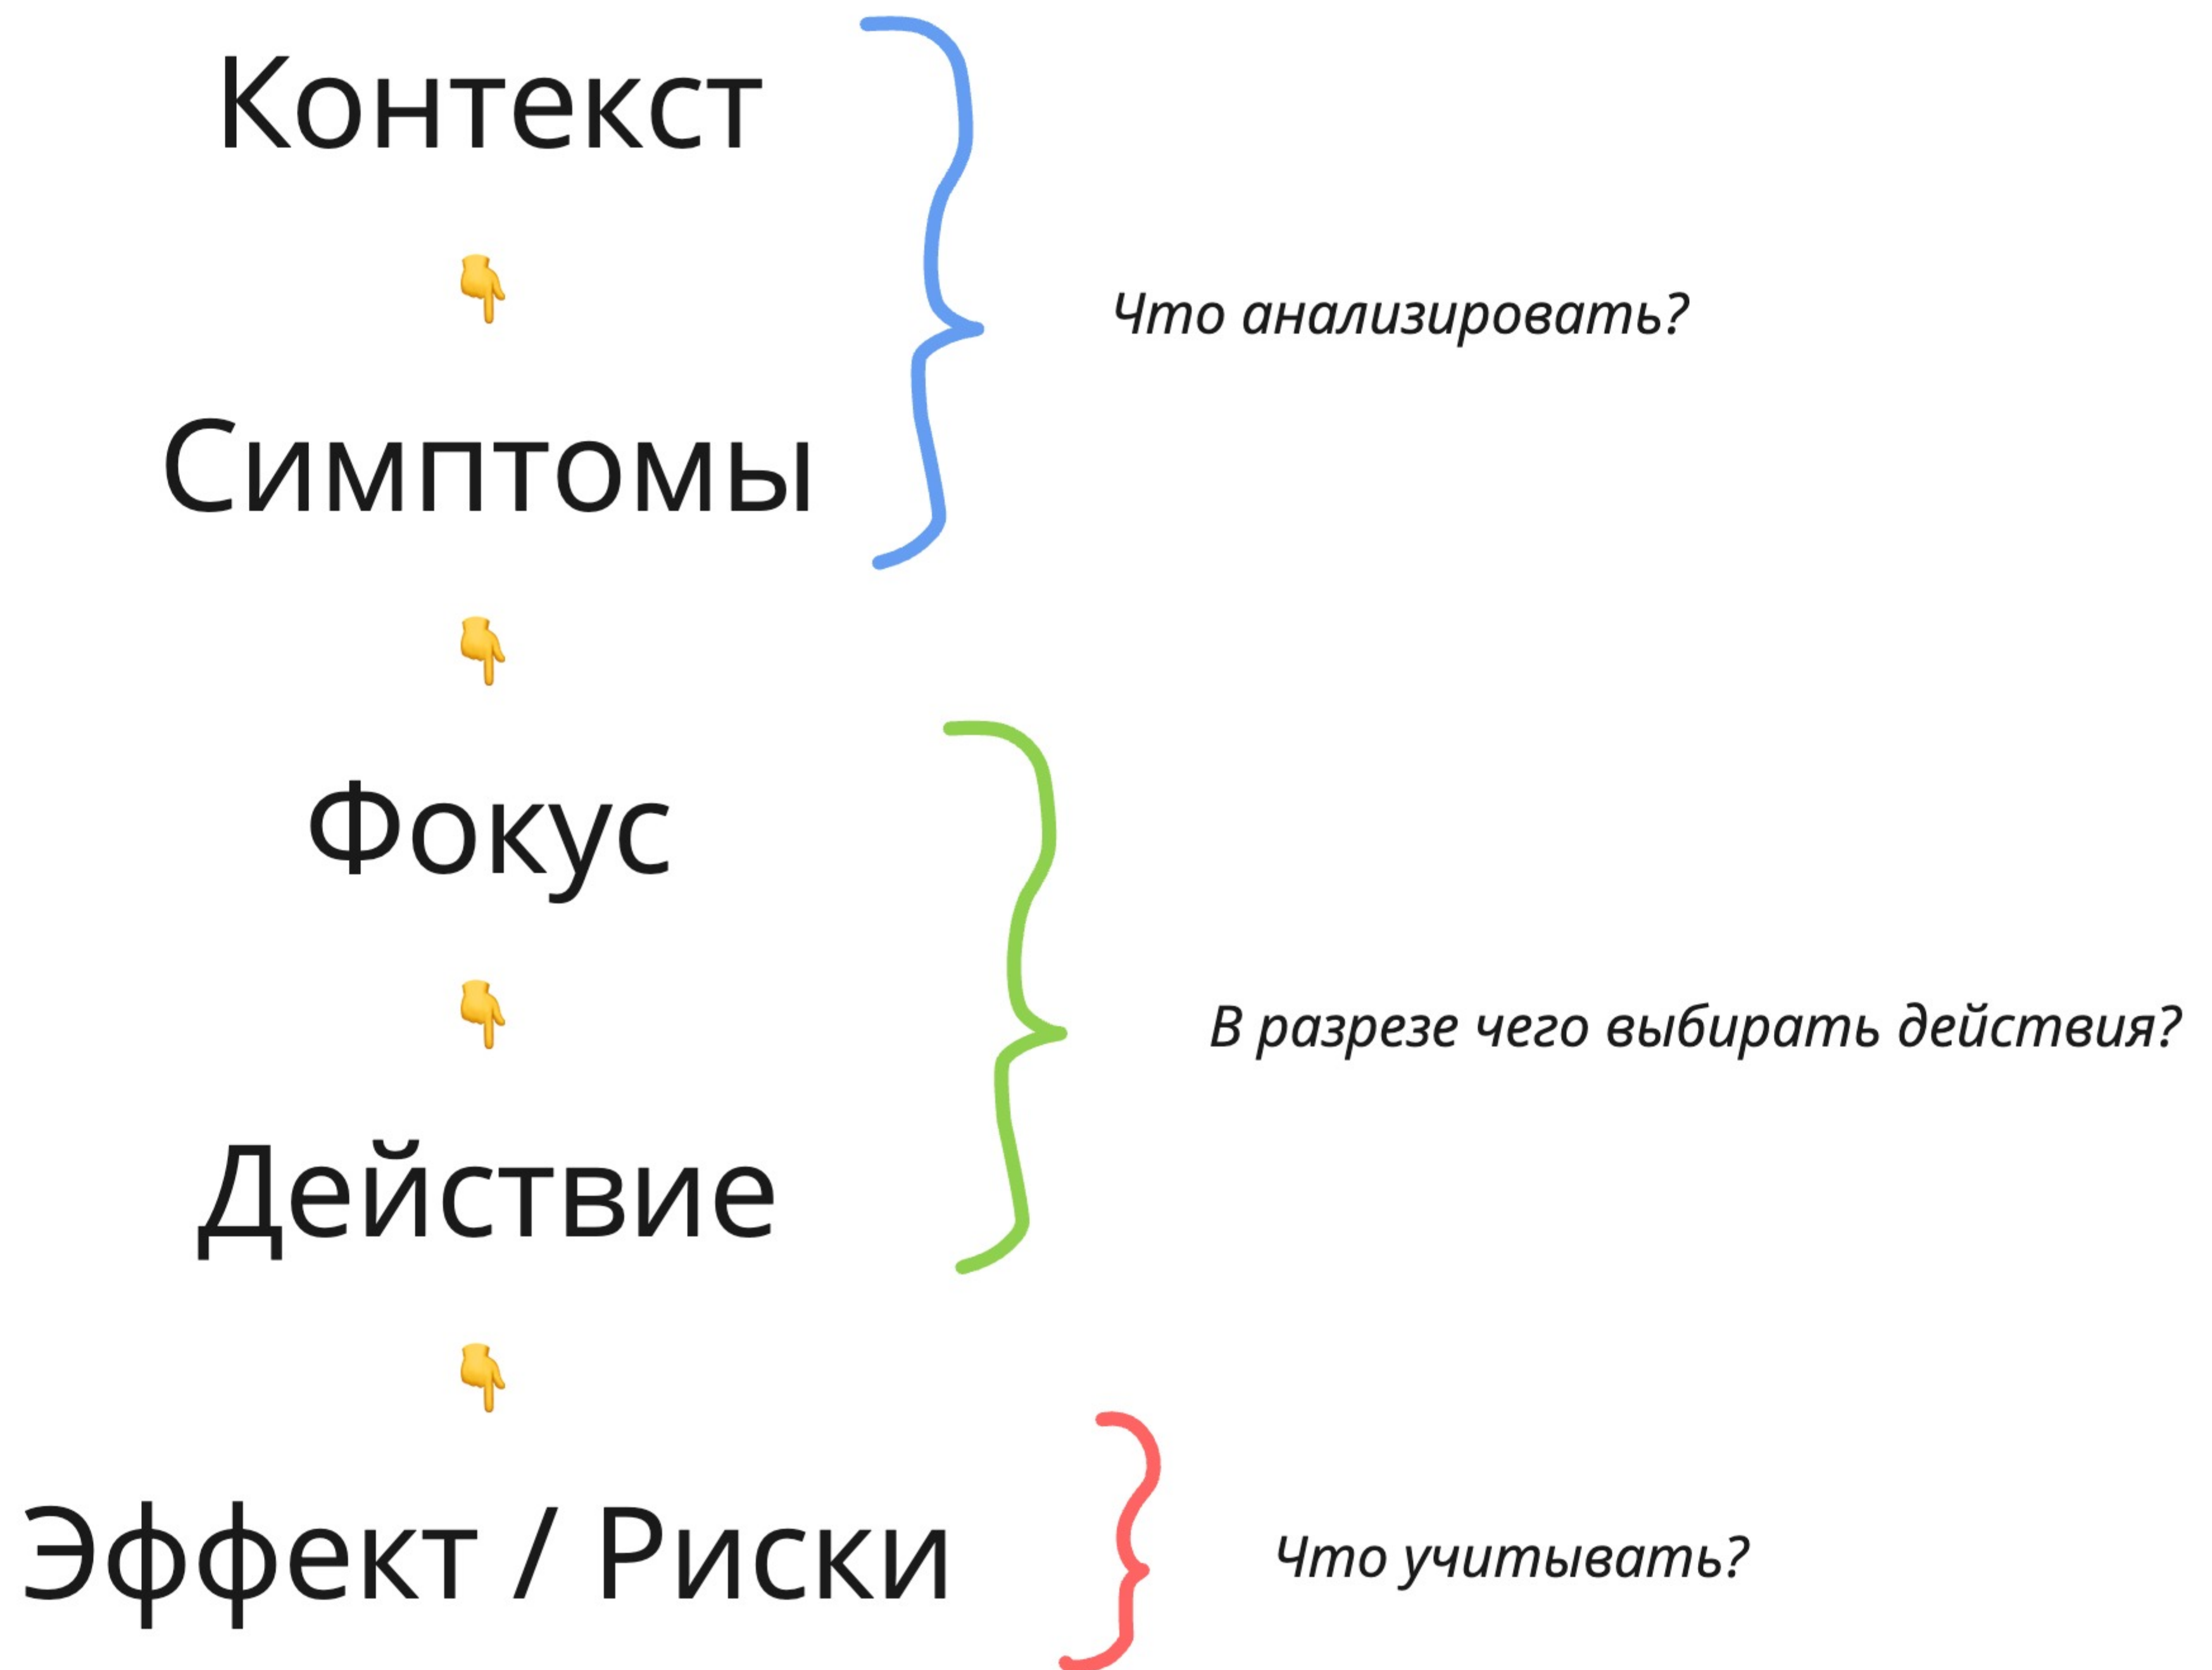 Контекст
Что анализировать?
Симптомы
Фокус
В разрезе чего выбирать действия?
Действие
Эффект / Риски
Что учитывать?